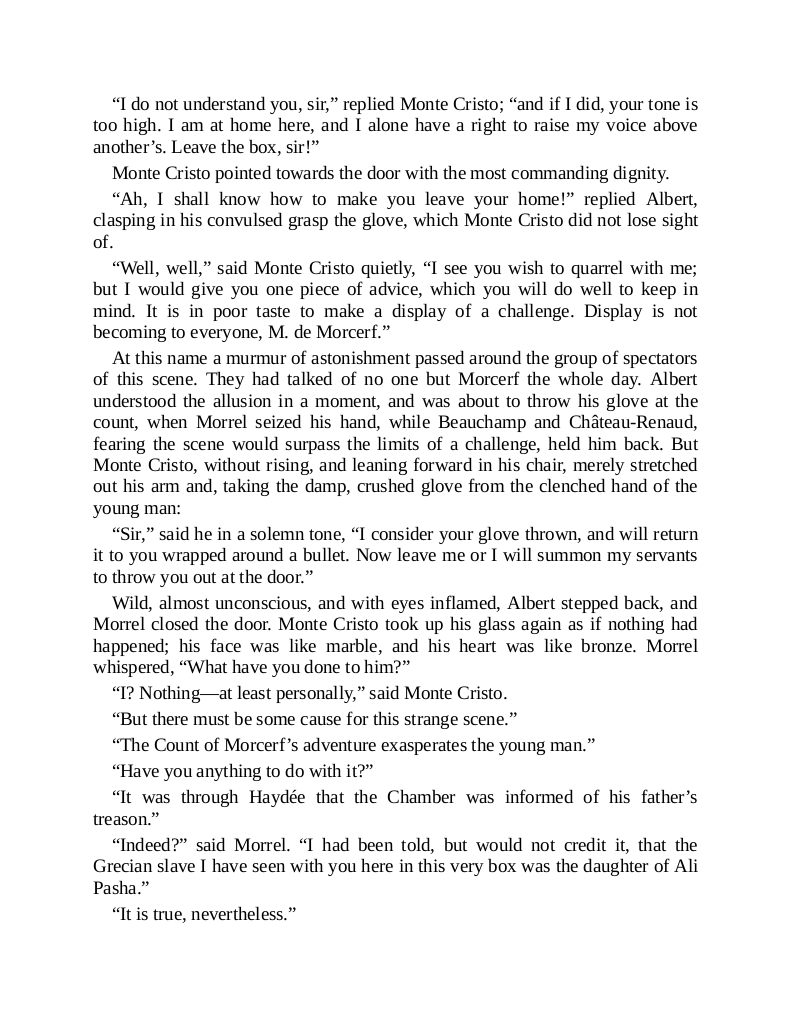 “I do not understand you, sir,” replied Monte Cristo; “and if I did, your tone is
too high. I am at home here, and I alone have a right to raise my voice above
another’s. Leave the box, sir!”
Monte Cristo pointed towards the door with the most commanding dignity.
“Ah, I shall know how to make you leave your home!” replied Albert,
clasping in his convulsed grasp the glove, which Monte Cristo did not lose sight
of.
“Well, well,” said Monte Cristo quietly, “I see you wish to quarrel with me;
but I would give you one piece of advice, which you will do well to keep in
mind. It is in poor taste to make a display of a challenge. Display is not
becoming to everyone, M. de Morcerf.”
At this name a murmur of astonishment passed around the group of spectators
of this scene. They had talked of no one but Morcerf the whole day. Albert
understood the allusion in a moment, and was about to throw his glove at the
count, when Morrel seized his hand, while Beauchamp and Château-Renaud,
fearing the scene would surpass the limits of a challenge, held him back. But
Monte Cristo, without rising, and leaning forward in his chair, merely stretched
out his arm and, taking the damp, crushed glove from the clenched hand of the
young man:
“Sir,” said he in a solemn tone, “I consider your glove thrown, and will return
it to you wrapped around a bullet. Now leave me or I will summon my servants
to throw you out at the door.”
Wild, almost unconscious, and with eyes inflamed, Albert stepped back, and
Morrel closed the door. Monte Cristo took up his glass again as if nothing had
happened; his face was like marble, and his heart was like bronze. Morrel
whispered, “What have you done to him?”
“I? Nothing—at least personally,” said Monte Cristo.
“But there must be some cause for this strange scene.”
“The Count of Morcerf’s adventure exasperates the young man.”
“Have you anything to do with it?”
“It was through Haydée that the Chamber was informed of his father’s
treason.”
“Indeed?” said Morrel. “I had been told, but would not credit it, that the
Grecian slave I have seen with you here in this very box was the daughter of Ali
Pasha.”
“It is true, nevertheless.”